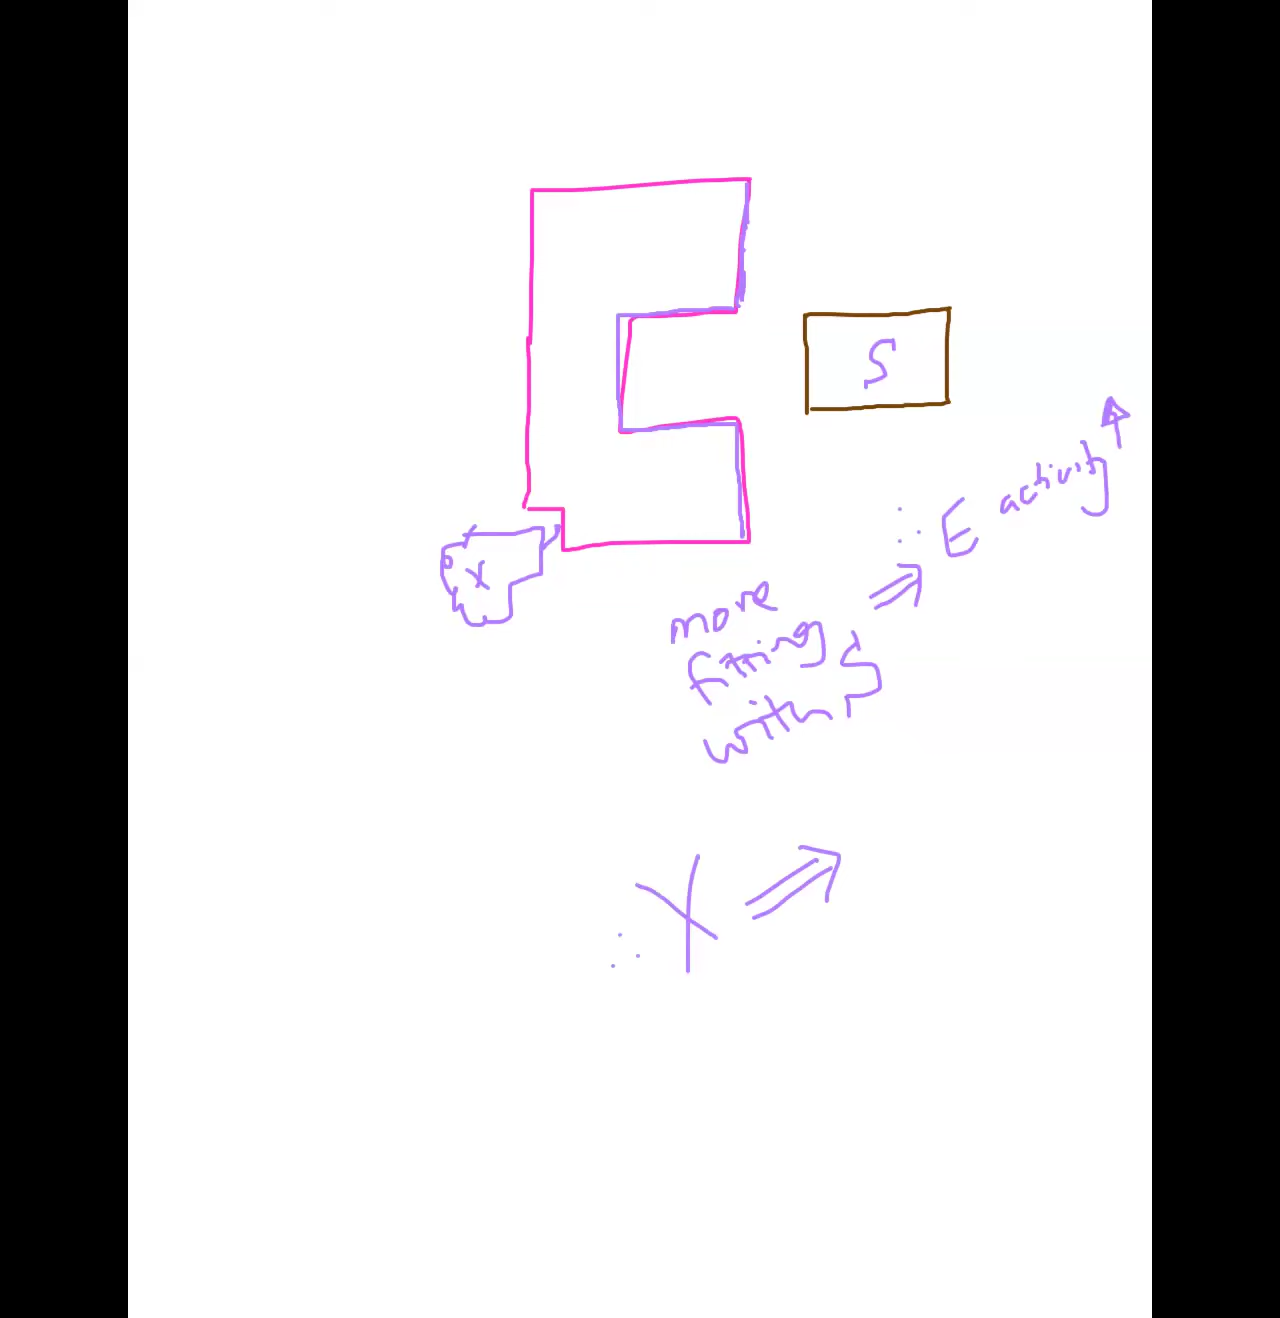 S
∴ E activity ↑
X
more
fitting
with S
⇒
∴ X ⇒